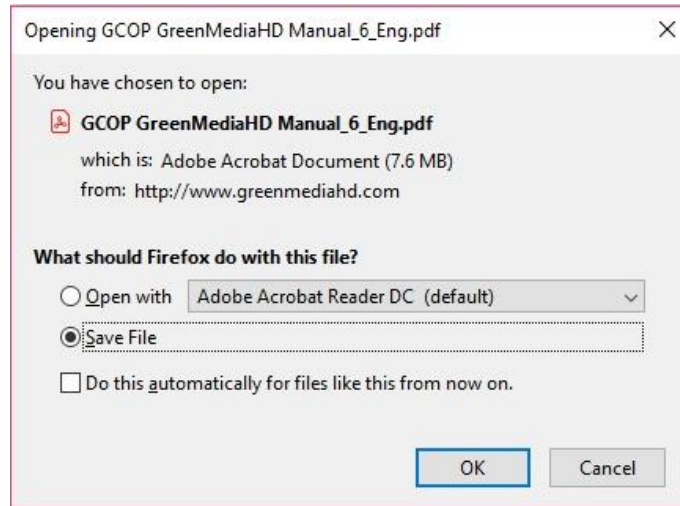 Opening GCOP GreenMediaHD Manual_6_Eng.pdf
You have chosen to open:
GCOP GreenMediaHD Manual_6_Eng.pdf
which is: Adobe Acrobat Document (7.6 MB)
from: http://www.greenmediahd.com
What should Firefox do with this file?
Open with Adobe Acrobat Reader DC (default)
Save File
Do this automatically for files like this from now on.
OK Cancel